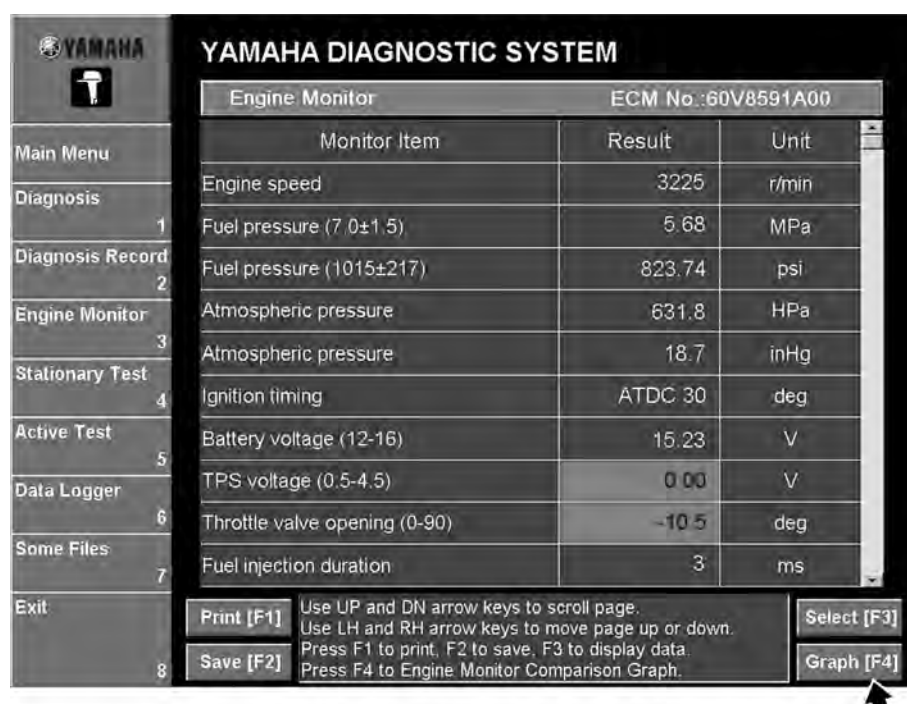 YAMAHA
YAMAHA DIAGNOSTIC SYSTEM
Engine Monitor ECM No.:60V8591A00
Monitor Item Result Unit
Engine speed 3225 r/min
Fuel pressure (7.0±1.5) 5.68 MPa
Fuel pressure (1015±217) 823.74 psi
Atmospheric pressure 631.8 HPa
Atmospheric pressure 18.7 inHg
Ignition timing ATDC 30 deg
Battery voltage (12-16) 15.23 V
TPS voltage (0.5-4.5) 0.00 V
Throttle valve opening (0-90) -10.5 deg
Fuel injection duration 3 ms
Main Menu
Diagnosis
1
Diagnosis Record
2
Engine Monitor
3
Stationary Test
4
Active Test
5
Data Logger
6
Some Files
7
Exit
8
Print [F1]
Save [F2]
Use UP and DN arrow keys to scroll page.
Use LH and RH arrow keys to move page up or down.
Press F1 to print, F2 to save, F3 to display data.
Press F4 to Engine Monitor Comparison Graph.
Select [F3]
Graph [F4]